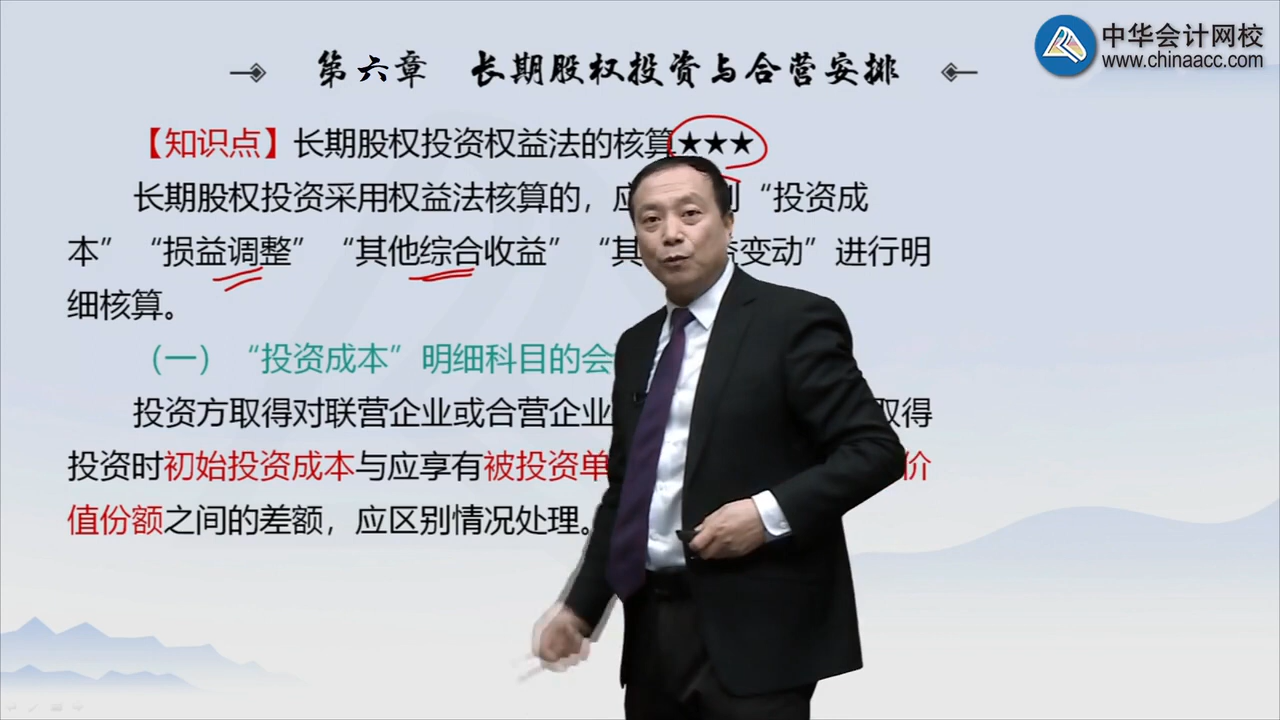 中华会计网校
www.chinaacc.com
第六章 长期股权投资与合营安排
【知识点】长期股权投资权益法的核算★★★
长期股权投资采用权益法核算的，应 别“投资成
本”“损益调整”“其他综合收益”“其 益变动”进行明
细核算。
（一）“投资成本”明细科目的会
投资方取得对联营企业或合营企业 取得
投资时初始投资成本与应享有被投资单 价
值份额之间的差额，应区别情况处理。